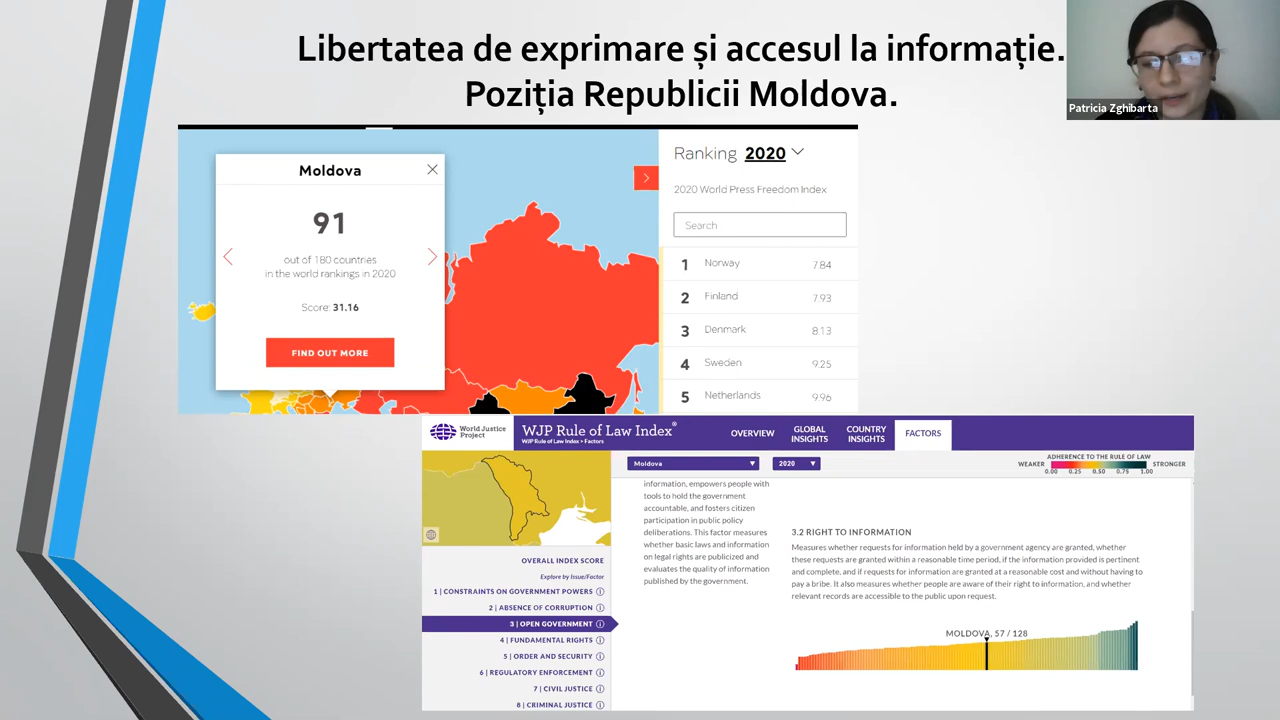 Libertatea de exprimare și accesul la informație.
Poziția Republicii Moldova.
Patricia Zghibarta
Moldova
91
out of 180 countries
in the world rankings in 2020
Score: 31.16
FIND OUT MORE
Ranking 2020
2020 World Press Freedom Index
Search
1 Norway 7.84
2 Finland 7.93
3 Denmark 8.13
4 Sweden 9.25
5 Netherlands 9.96
World Justice
Project
WJP Rule of Law Index®
WJP Rule of Law Index > Factors
OVERVIEW
GLOBAL
INSIGHTS
COUNTRY
INSIGHTS
FACTORS
Moldova
2020
ADHERENCE TO THE RULE OF LAW
WEAKER
STRONGER
0.00 0.25 0.50 0.75 1.00
OVERALL INDEX SCORE
Explore by Issue/Factor
1 | CONSTRAINTS ON GOVERNMENT POWERS
2 | ABSENCE OF CORRUPTION
3 | OPEN GOVERNMENT
4 | FUNDAMENTAL RIGHTS
5 | ORDER AND SECURITY
6 | REGULATORY ENFORCEMENT
7 | CIVIL JUSTICE
8 | CRIMINAL JUSTICE
information, empowers people with
tools to hold the government
accountable, and fosters citizen
participation in public policy
deliberations. This factor measures
whether basic laws and information
on legal rights are publicized and
evaluates the quality of information
published by the government.
3.2 RIGHT TO INFORMATION
Measures whether requests for information held by a government agency are granted, whether
these requests are granted within a reasonable time period, if the information provided is pertinent
and complete, and if requests for information are granted at a reasonable cost and without having to
pay a bribe. It also measures whether people are aware of their right to information, and whether
relevant records are accessible to the public upon request.
MOLDOVA, 57 / 128